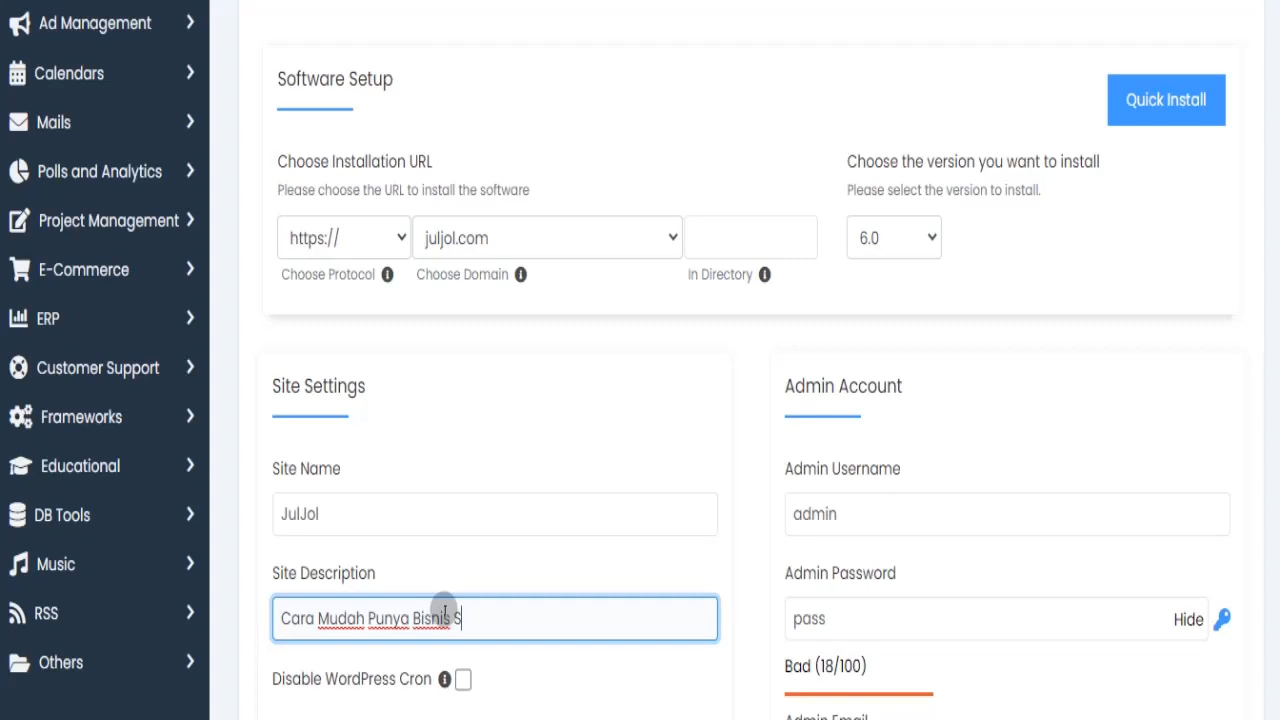 Ad Management
Calendars
Mails
Polls and Analytics
Project Management
E-Commerce
ERP
Customer Support
Frameworks
Educational
DB Tools
Music
RSS
Others
Software Setup
Quick Install
Choose Installation URL
Please choose the URL to install the software
https://
juljol.com
Choose Protocol
Choose Domain
In Directory
Choose the version you want to install
Please select the version to install.
6.0
Site Settings
Site Name
JulJol
Site Description
Cara Mudah Punya Bisnis S
Disable WordPress Cron
Admin Account
Admin Username
admin
Admin Password
pass
Hide
Bad (18/100)
Admin Email